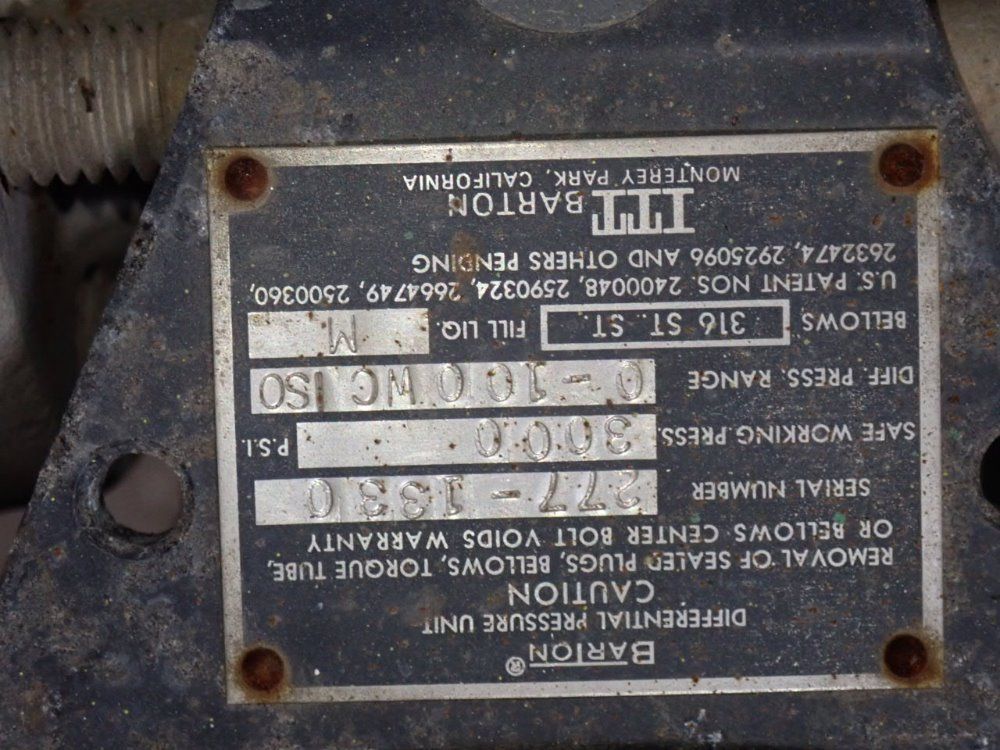 BARTON ®
DIFFERENTIAL PRESSURE UNIT
CAUTION
REMOVAL OF SEALED PLUGS, BELLOWS, TORQUE TUBE,
OR BELLOWS CENTER BOLT VOIDS WARRANTY
SERIAL NUMBER 277-1330
SAFE WORKING PRESS. 3000 P.S.I.
DIFF. PRESS. RANGE 0-100WC ISO
BELLOWS 316 ST. ST. FILL LIQ. M
U.S. PATENT NOS. 2400048, 2590324, 2664749, 2500360,
2632474, 2925096 AND OTHERS PENDING
ITT BARTON
MONTEREY PARK, CALIFORNIA